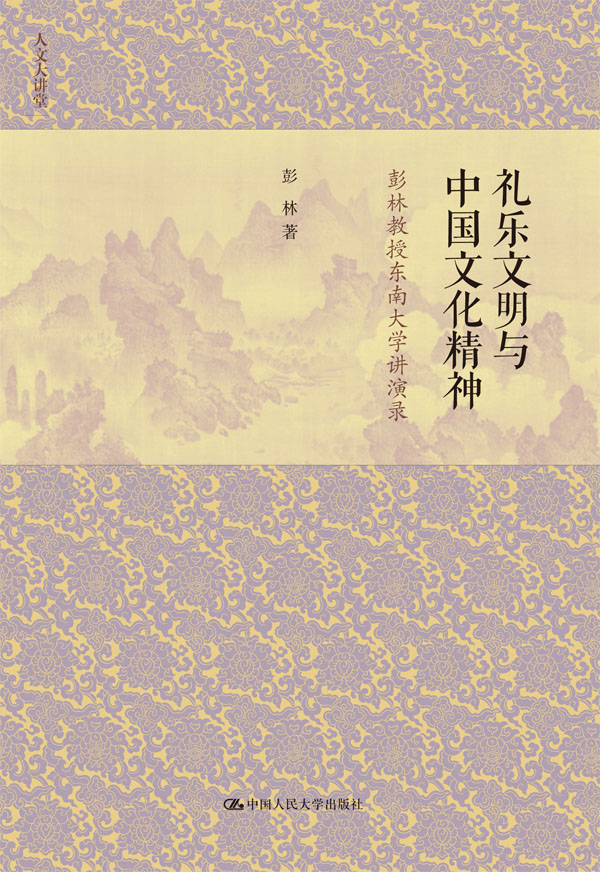 人文大讲堂
礼乐文明与
中国文化精神
彭林教授东南大学讲演录
彭林著
中国人民大学出版社